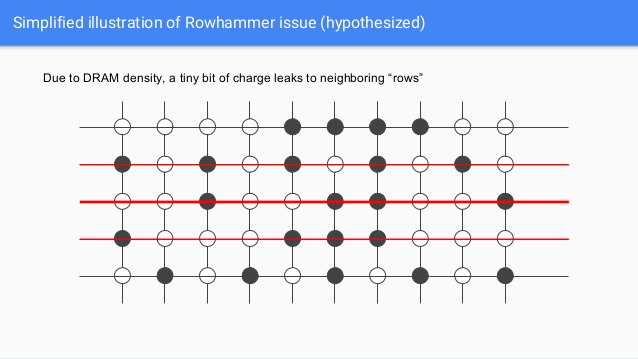 Simplified illustration of Rowhammer issue (hypothesized)
Due to DRAM density, a tiny bit of charge leaks to neighboring “rows”